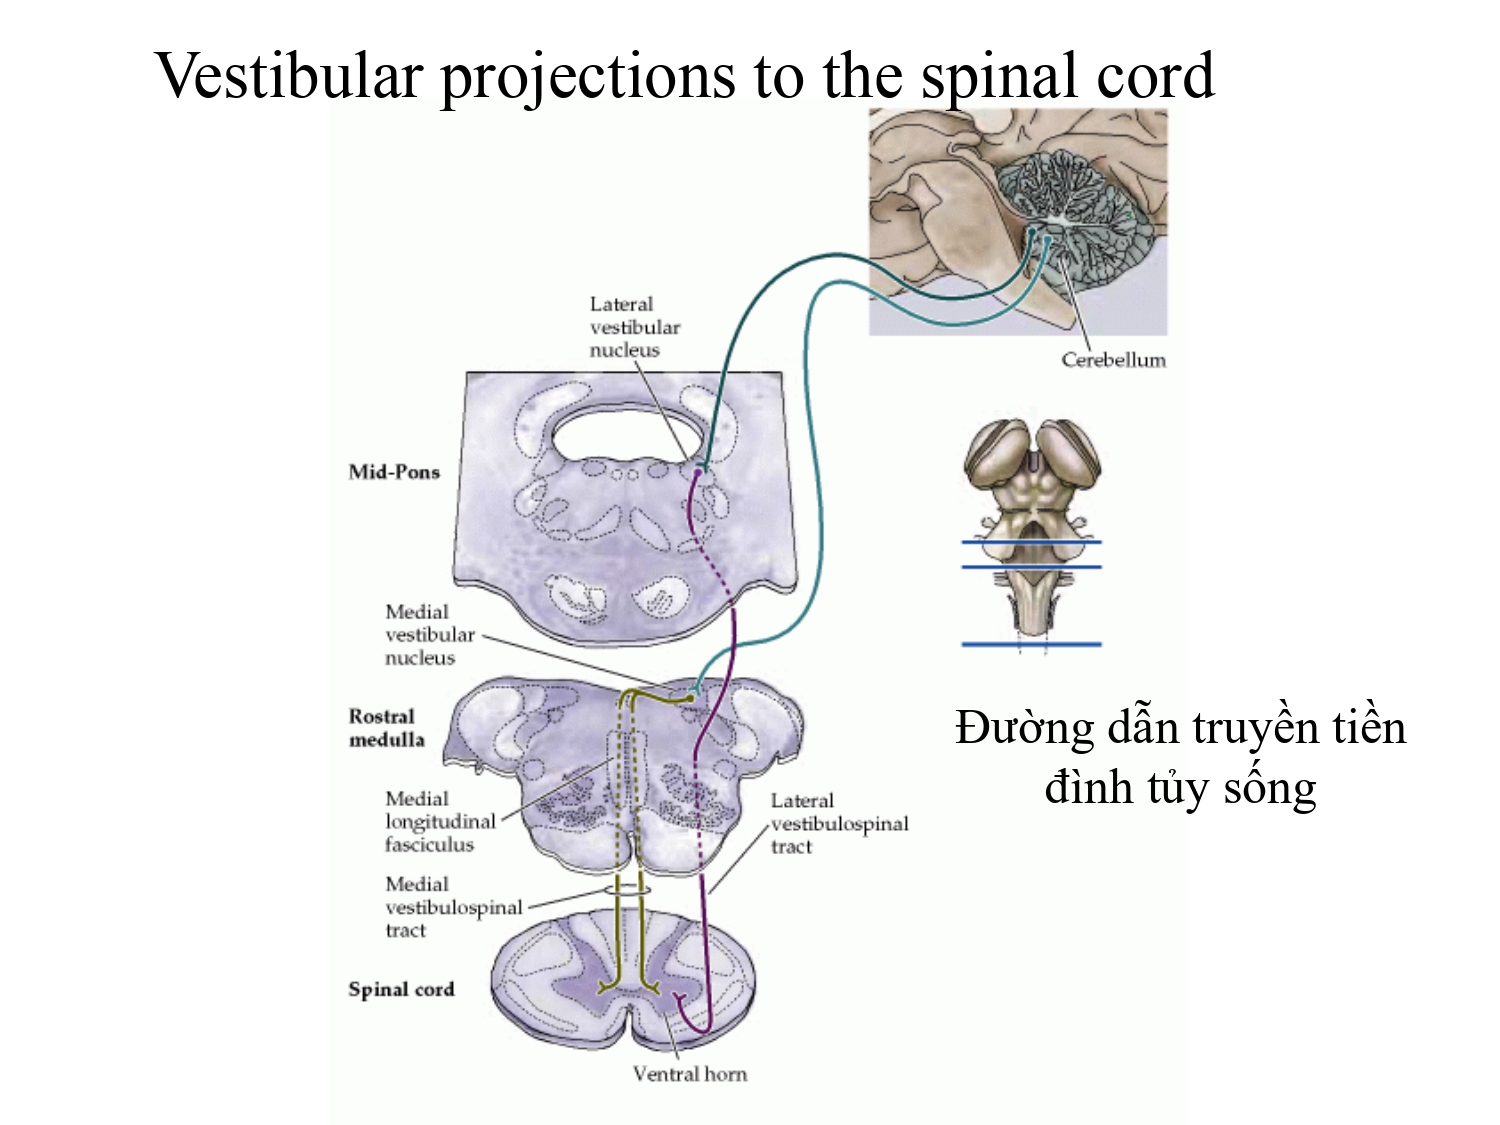 Vestibular projections to the spinal cord
Lateral
vestibular
nucleus
Cerebellum
Mid-Pons
Medial
vestibular
nucleus
Rostral
medulla
Đường dẫn truyền tiền
đình tủy sống
Medial
longitudinal
fasciculus
Lateral
vestibulospinal
tract
Medial
vestibulospinal
tract
Spinal cord
Ventral horn